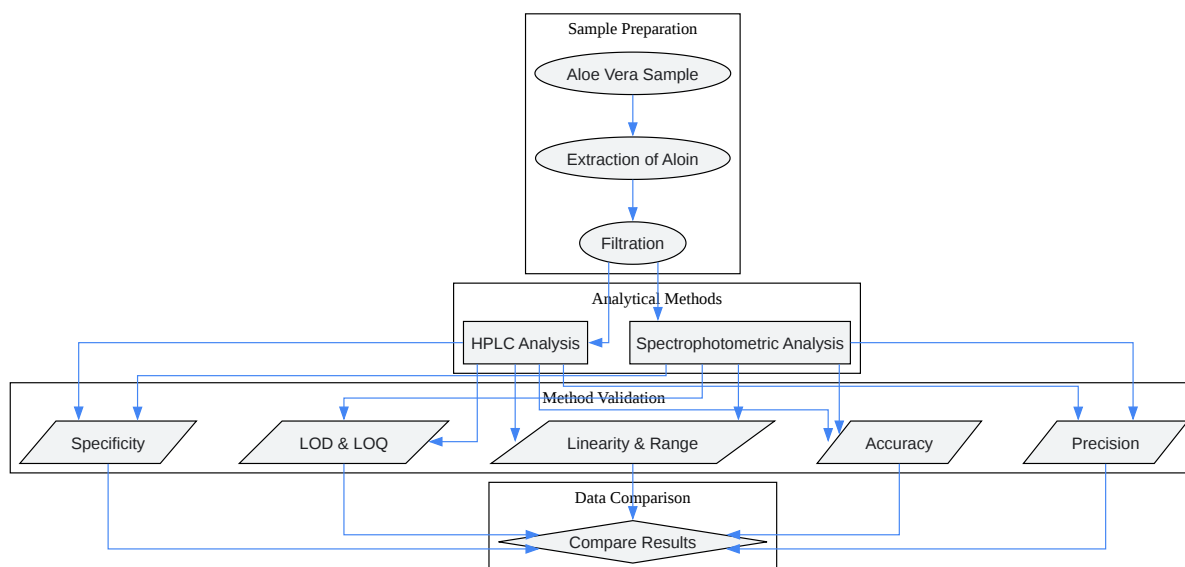 Sample Preparation
Aloe Vera Sample
Extraction of Aloin
Filtration
Analytical Methods
HPLC Analysis
Spectrophotometric Analysis
Method Validation
Specificity
LOD & LOQ
Linearity & Range
Accuracy
Precision
Data Comparison
Compare Results